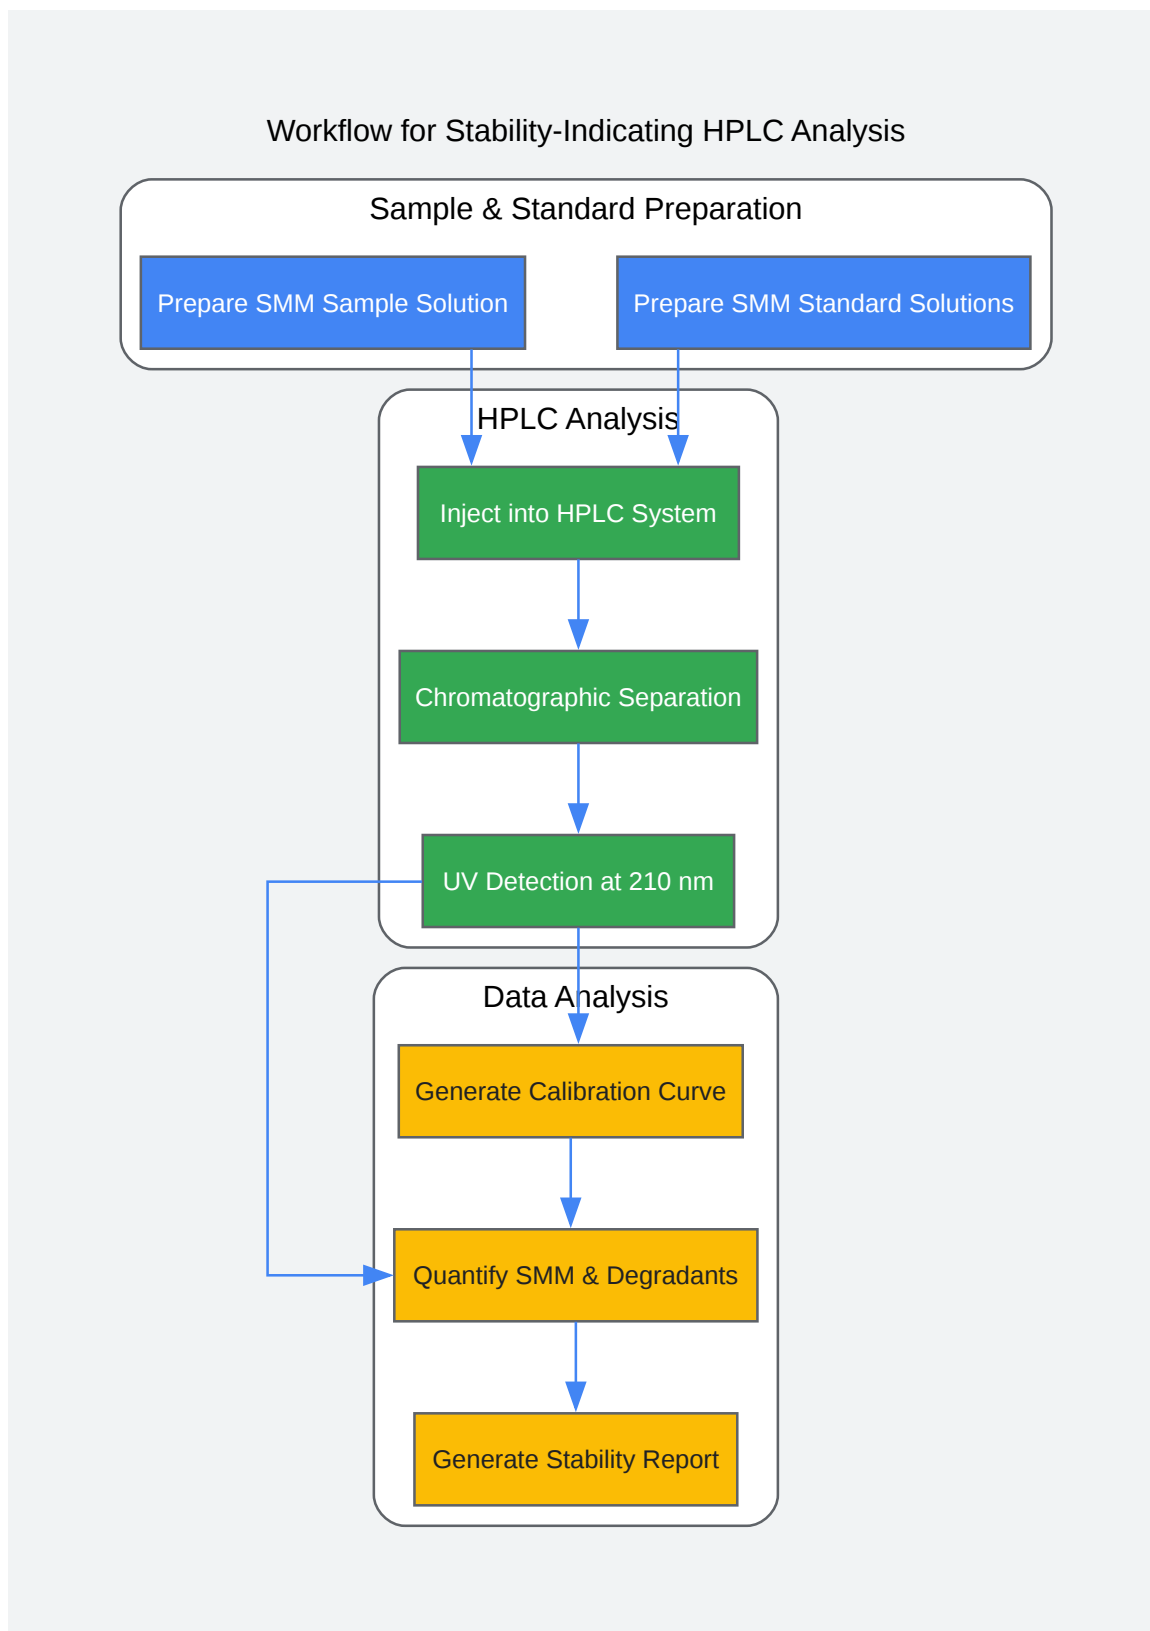 Workflow for Stability-Indicating HPLC Analysis
Sample & Standard Preparation
Prepare SMM Sample Solution
Prepare SMM Standard Solutions
HPLC Analysis
Inject into HPLC System
Chromatographic Separation
UV Detection at 210 nm
Data Analysis
Generate Calibration Curve
Quantify SMM & Degradants
Generate Stability Report